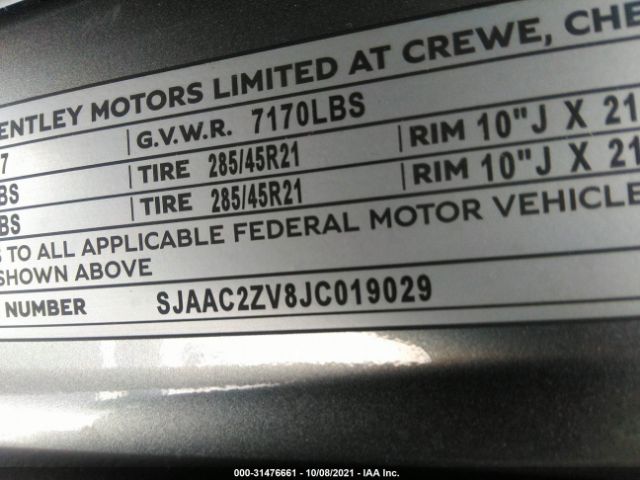 ENTLEY MOTORS LIMITED AT CREWE, CHE
7 G.V.W.R. 7170LBS
BS TIRE 285/45R21 RIM 10"J X 21
BS TIRE 285/45R21 RIM 10"J X 21
S TO ALL APPLICABLE FEDERAL MOTOR VEHICLE
SHOWN ABOVE
NUMBER SJAAC2ZV8JC019029
000-31476661 - 10/08/2021 - IAA Inc.